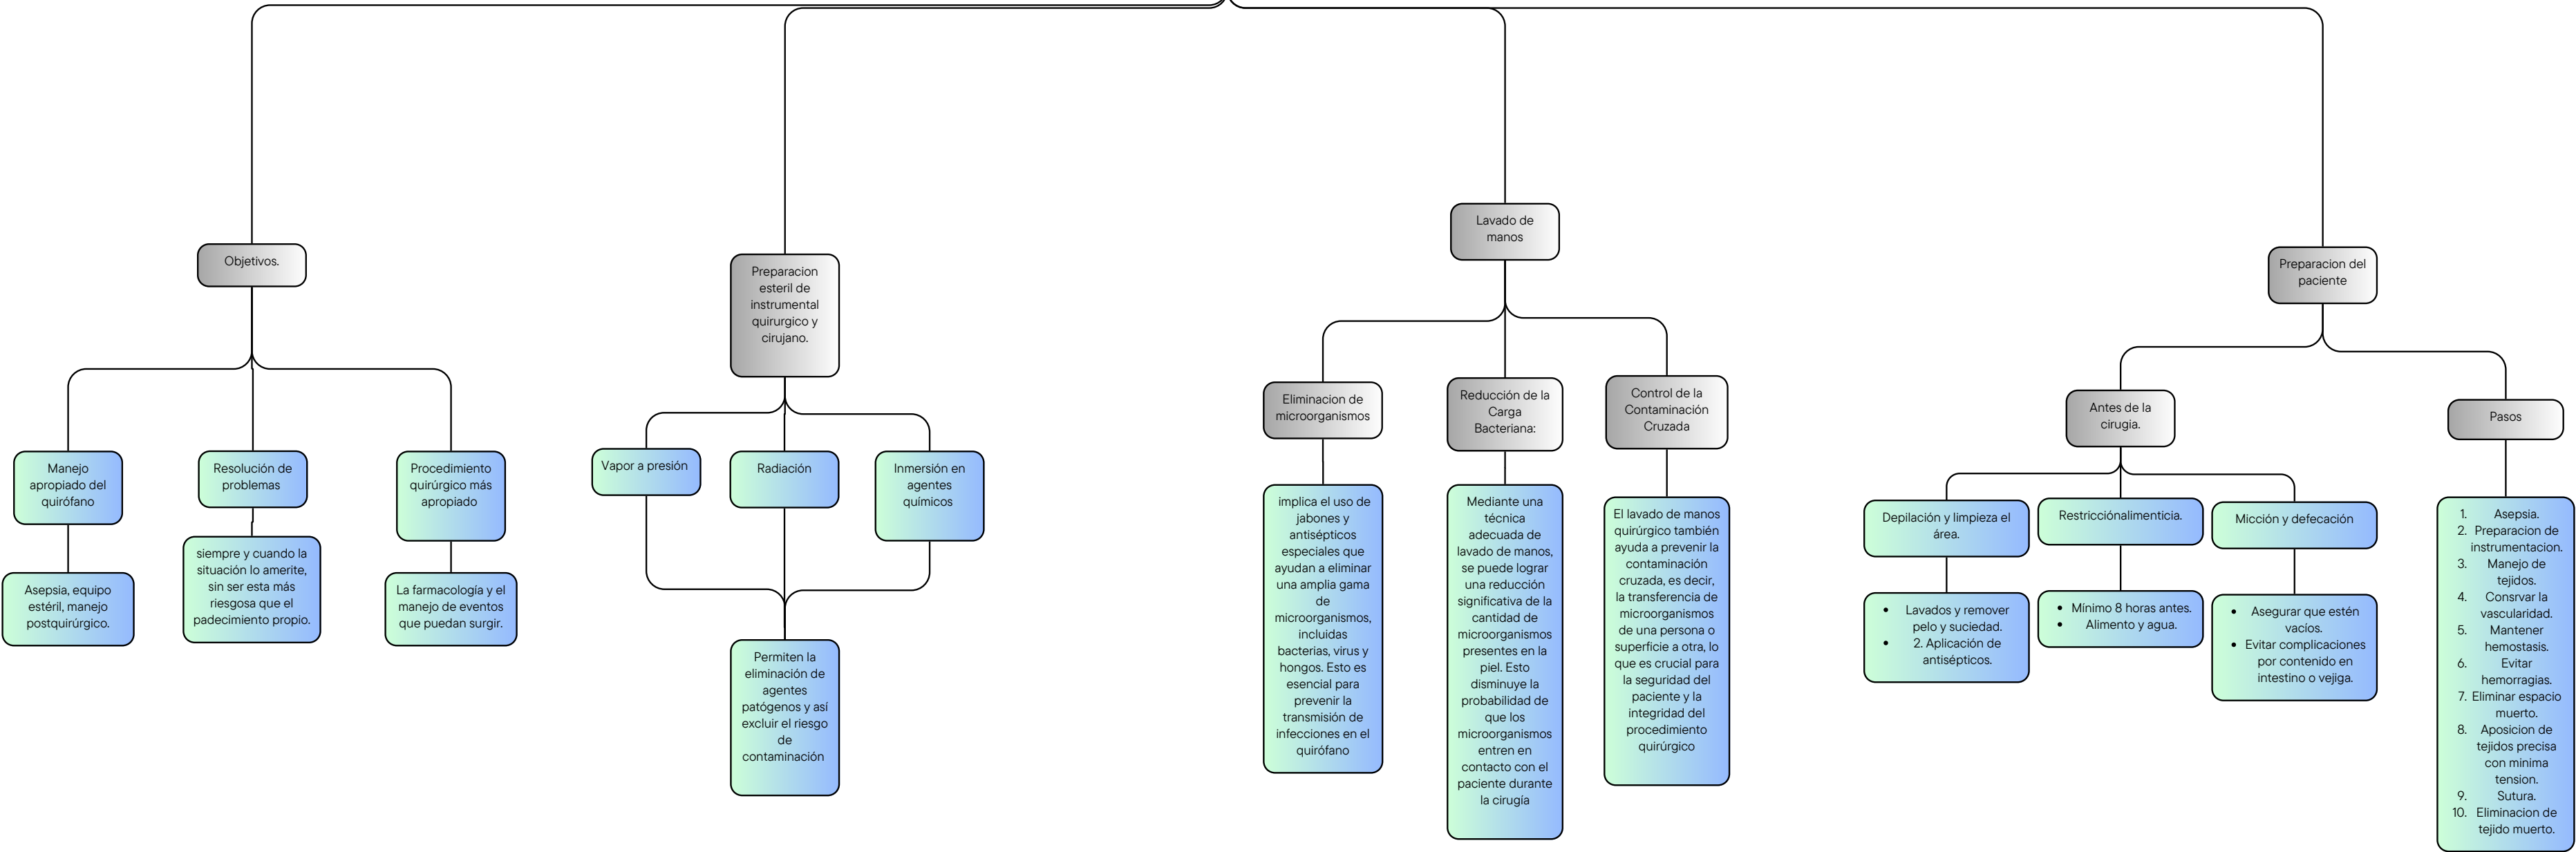 Objetivos.
Manejo
apropiado del
quirófano
Asepsia, equipo
estéril, manejo
postquirúrgico.
Resolución de
problemas
siempre y cuando la
situación lo amerite,
sin ser esta más
riesgosa que el
padecimiento propio.
Procedimiento
quirúrgico más
apropiado
La farmacología y el
manejo de eventos
que puedan surgir.
Preparacion
esteril de
instrumental
quirurgico y
cirujano.
Vapor a presión
Radiación
Inmersión en
agentes
químicos
Permiten la
eliminación de
agentes
patógenos y así
excluir el riesgo
de
contaminación
Lavado de
manos
Eliminacion de
microorganismos
implica el uso de
jabones y
antisépticos
especiales que
ayudan a eliminar
una amplia gama
de
microorganismos,
incluidas
bacterias, virus y
hongos. Esto es
esencial para
prevenir la
transmisión de
infecciones en el
quirófano
Reducción de la
Carga
Bacteriana:
Mediante una
técnica
adecuada de
lavado de manos,
se puede lograr
una reducción
significativa de la
cantidad de
microorganismos
presentes en la
piel. Esto
disminuye la
probabilidad de
que los
microorganismos
entren en
contacto con el
paciente durante
la cirugía
Control de la
Contaminación
Cruzada
El lavado de manos
quirúrgico también
ayuda a prevenir la
contaminación
cruzada, es decir,
la transferencia de
microorganismos
de una persona o
superficie a otra, lo
que es crucial para
la seguridad del
paciente y la
integridad del
procedimiento
quirúrgico
Preparacion del
paciente
Antes de la
cirugia.
Depilación y limpieza el
área.
• Lavados y remover
pelo y suciedad.
• 2. Aplicación de
antisépticos.
Restricciónalimenticia.
• Mínimo 8 horas antes.
• Alimento y agua.
Micción y defecación
• Asegurar que estén
vacíos.
• Evitar complicaciones
por contenido en
intestino o vejiga.
Pasos
1. Asepsia.
2. Preparacion de
instrumentacion.
3. Manejo de
tejidos.
4. Consrvar la
vascularidad.
5. Mantener
hemostasis.
6. Evitar
hemorragias.
7. Eliminar espacio
muerto.
8. Aposicion de
tejidos precisa
con minima
tension.
9. Sutura.
10. Eliminacion de
tejido muerto.